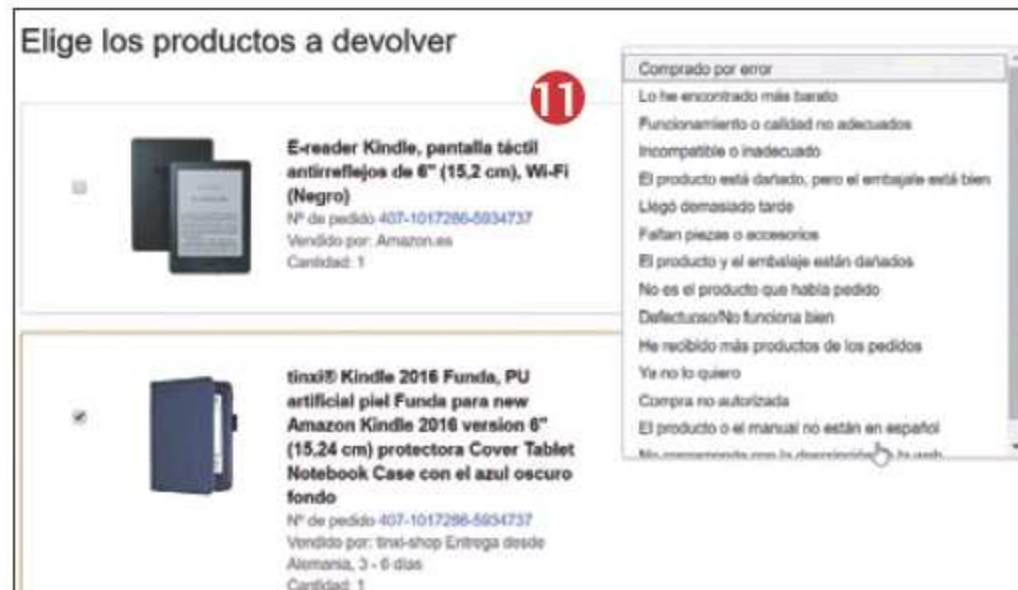 Elige los productos a devolver
11
E-reader Kindle, pantalla táctil
antirreflejos de 6" (15,2 cm), Wi-Fi
(Negro)
Nº de pedido 407-1017286-5934737
Vendido por: Amazon.es
Cantidad: 1
tinxi® Kindle 2016 Funda, PU
artificial piel Funda para new
Amazon Kindle 2016 version 6"
(15,24 cm) protectora Cover Tablet
Notebook Case con el azul oscuro
fondo
Nº de pedido 407-1017286-5934737
Vendido por: tinxi-shop Entrega desde
Alemania, 3 - 6 días
Cantidad: 1
Comprado por error
Lo he encontrado más barato
Funcionamiento o calidad no adecuados
Incompatible o inadecuado
El producto está dañado, pero el embalaje está bien
Llegó demasiado tarde
Faltan piezas o accesorios
El producto y el embalaje están dañados
No es el producto que había pedido
Defectuoso/No funciona bien
He recibido más productos de los pedidos
Ya no lo quiero
Compra no autorizada
El producto o el manual no están en español
No corresponde con la descripción la web